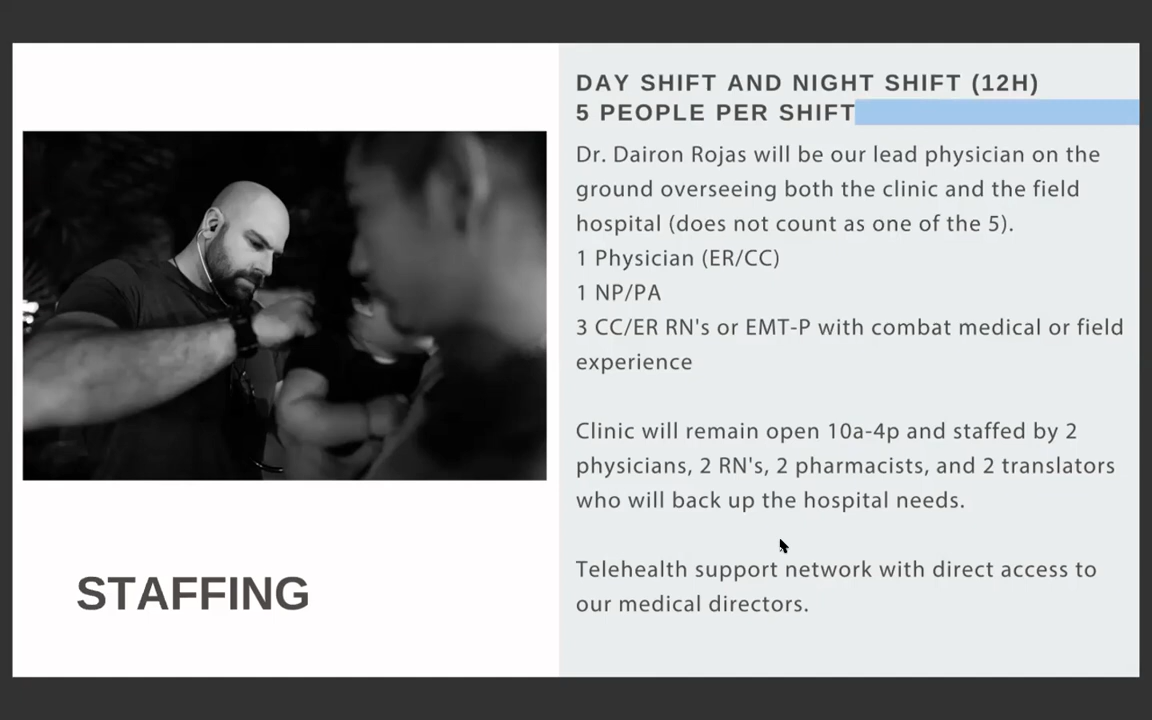 STAFFING
DAY SHIFT AND NIGHT SHIFT (12H)
5 PEOPLE PER SHIFT
Dr. Dairon Rojas will be our lead physician on the
ground overseeing both the clinic and the field
hospital (does not count as one of the 5).
1 Physician (ER/CC)
1 NP/PA
3 CC/ER RN's or EMT-P with combat medical or field
experience
Clinic will remain open 10a-4p and staffed by 2
physicians, 2 RN's, 2 pharmacists, and 2 translators
who will back up the hospital needs.
Telehealth support network with direct access to
our medical directors.